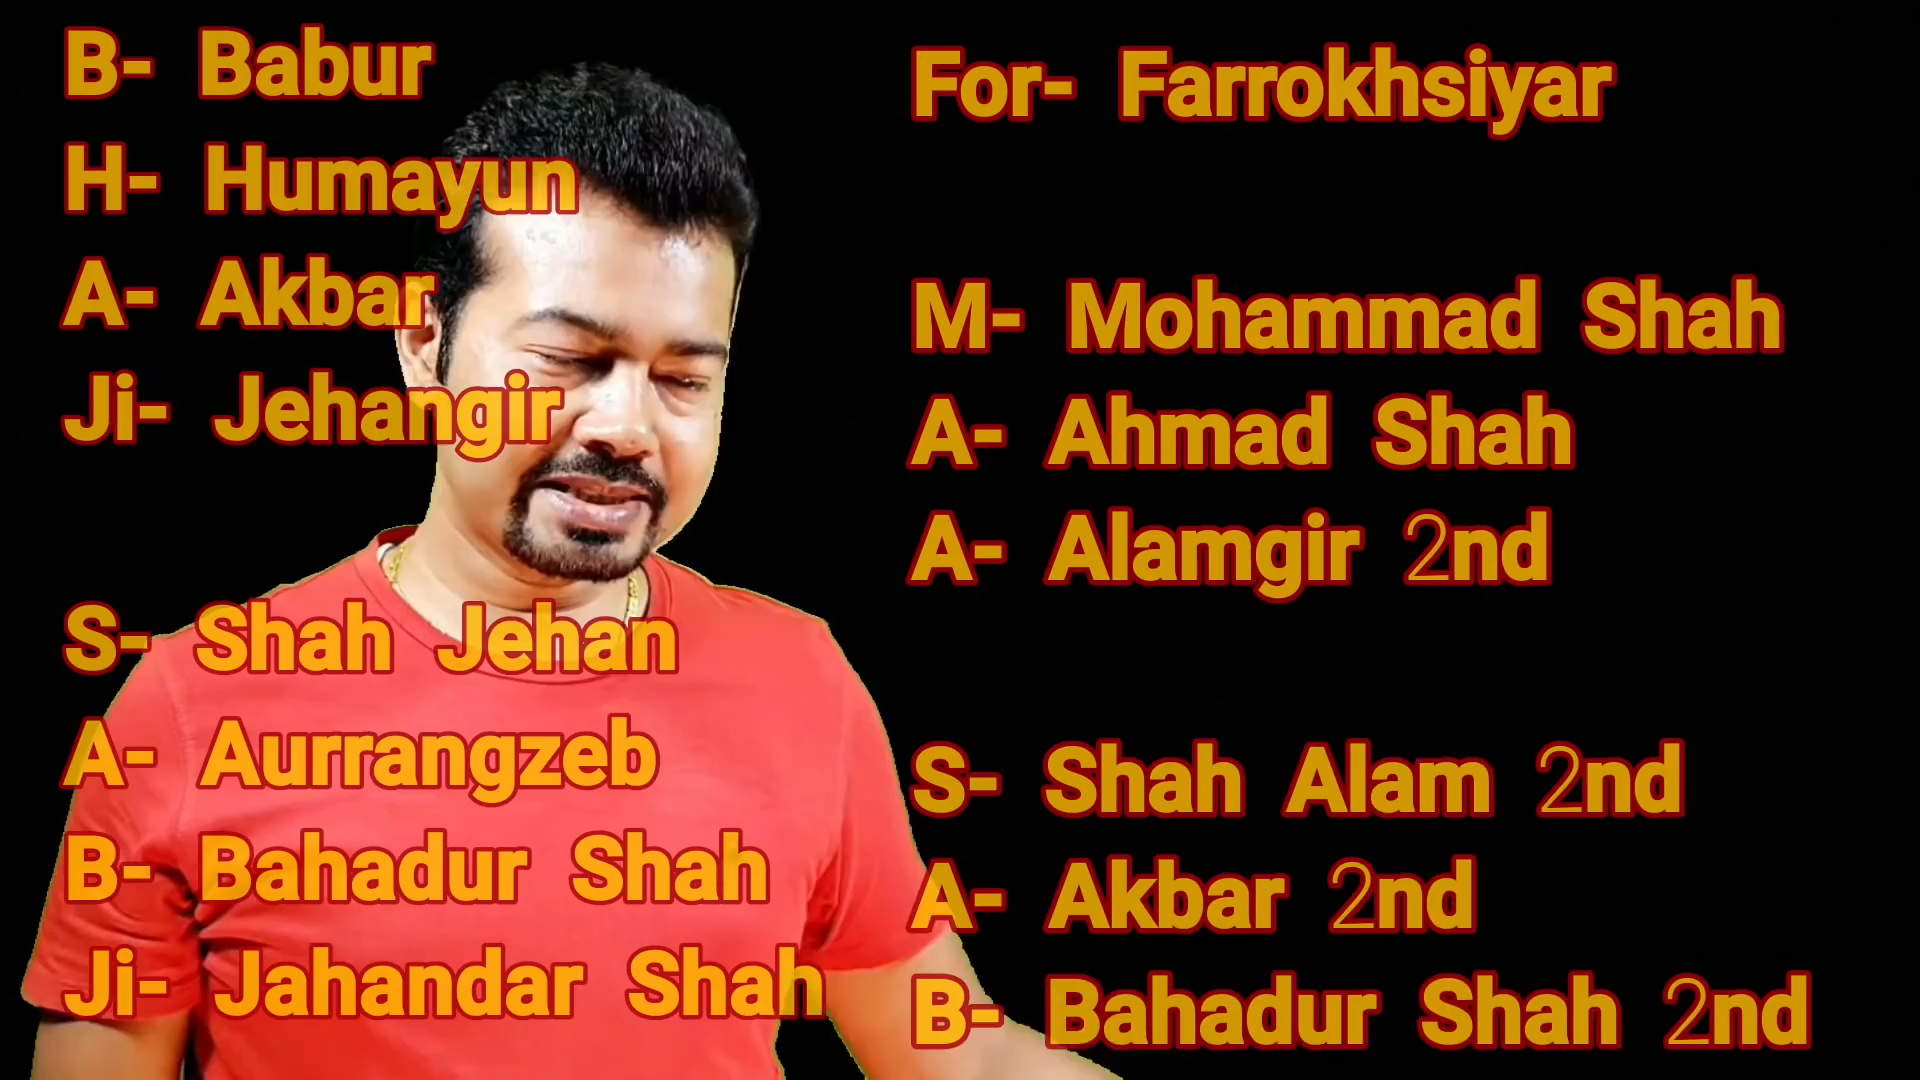 B- Babur
H- Humayun
A- Akbar
Ji- Jehangir
S- Shah Jehan
A- Aurrangzeb
B- Bahadur Shah
Ji- Jahandar Shah
For- Farrokhsiyar
M- Mohammad Shah
A- Ahmad Shah
A- Alamgir 2nd
S- Shah Alam 2nd
A- Akbar 2nd
B- Bahadur Shah 2nd